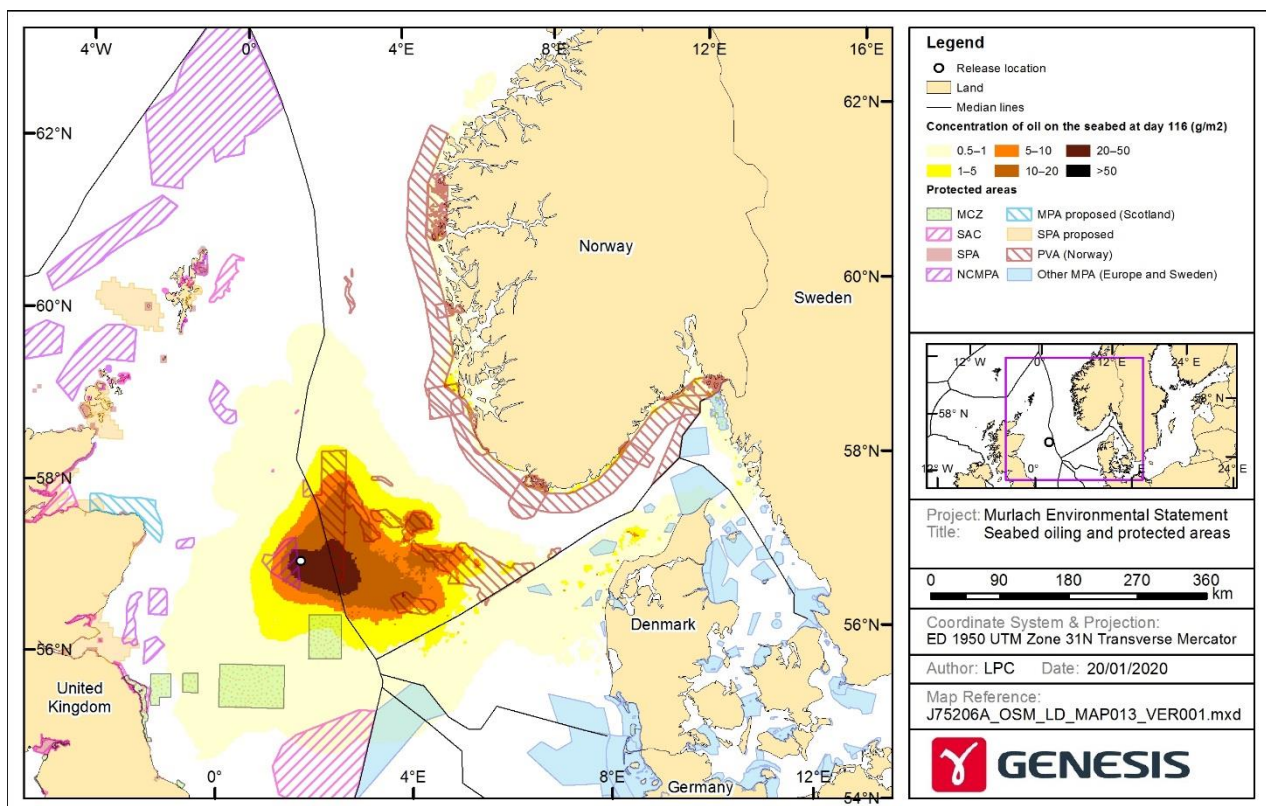 4°W 0° 4°E 8°E 12°E 16°E
62°N 62°N
Norway
Sweden
60°N 60°N
58°N 58°N
56°N
Denmark
United
Kingdom
Germany
0° 4°E 8°E 12°E
54°N
Legend
Release location
Land
Median lines
Concentration of oil on the seabed at day 116 (g/m2)
0.5–1 5–10 20–50
1–5 10–20 >50
Protected areas
MCZ MPA proposed (Scotland)
SAC SPA proposed
SPA PVA (Norway)
NCMPA Other MPA (Europe and Sweden)
12° W 0° 12° E 24° E
58° N 58° N
12° W 0° 12° E 24° E
Project: Murlach Environmental Statement
Title: Seabed oiling and protected areas
0 90 180 270 360
km
Coordinate System & Projection:
ED 1950 UTM Zone 31N Transverse Mercator
Author: LPC Date: 20/01/2020
Map Reference:
J75206A_OSM_LD_MAP013_VER001.mxd
GENESIS